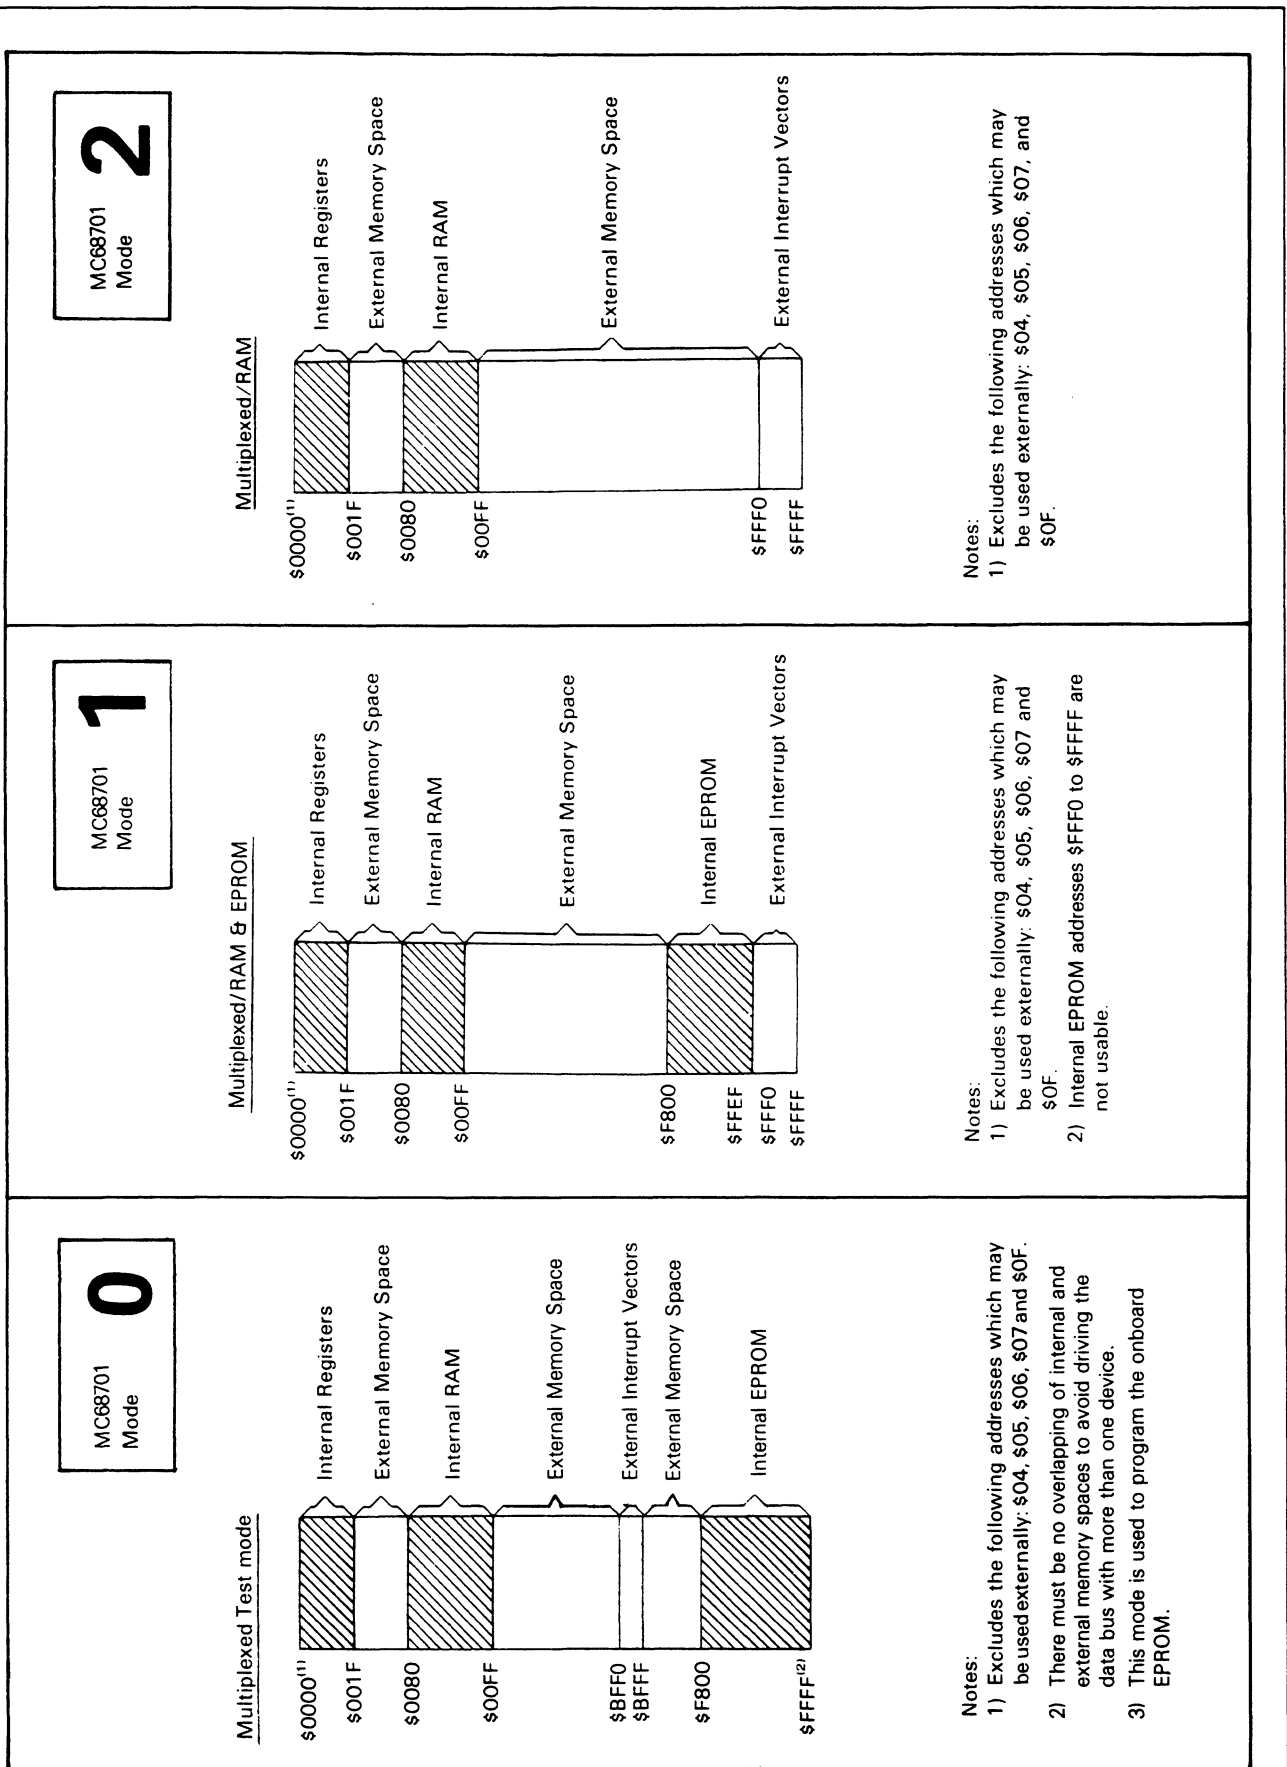 MC68701
Mode
0
Multiplexed Test mode
$0000(1)
$001F
$0080
$00FF
$BFF0
$BFFF
$F800
$FFFF(2)
Internal Registers
External Memory Space
Internal RAM
External Memory Space
External Interrupt Vectors
External Memory Space
Internal EPROM
Notes:
1) Excludes the following addresses which may
be used externally: $04, $05, $06, $07 and $0F.
2) There must be no overlapping of internal and
external memory spaces to avoid driving the
data bus with more than one device.
3) This mode is used to program the onboard
EPROM.
MC68701
Mode
1
Multiplexed/RAM & EPROM
$0000(1)
$001F
$0080
$00FF
$F800
$FFEF
$FFF0
$FFFF
Internal Registers
External Memory Space
Internal RAM
External Memory Space
Internal EPROM
External Interrupt Vectors
Notes:
1) Excludes the following addresses which may
be used externally: $04, $05, $06, $07 and
$0F.
2) Internal EPROM addresses $FFF0 to $FFFF are
not usable.
MC68701
Mode
2
Multiplexed/RAM
$0000(1)
$001F
$0080
$00FF
$FFF0
$FFFF
Internal Registers
External Memory Space
Internal RAM
External Memory Space
External Interrupt Vectors
Notes:
1) Excludes the following addresses which may
be used externally: $04, $05, $06, $07, and
$0F.